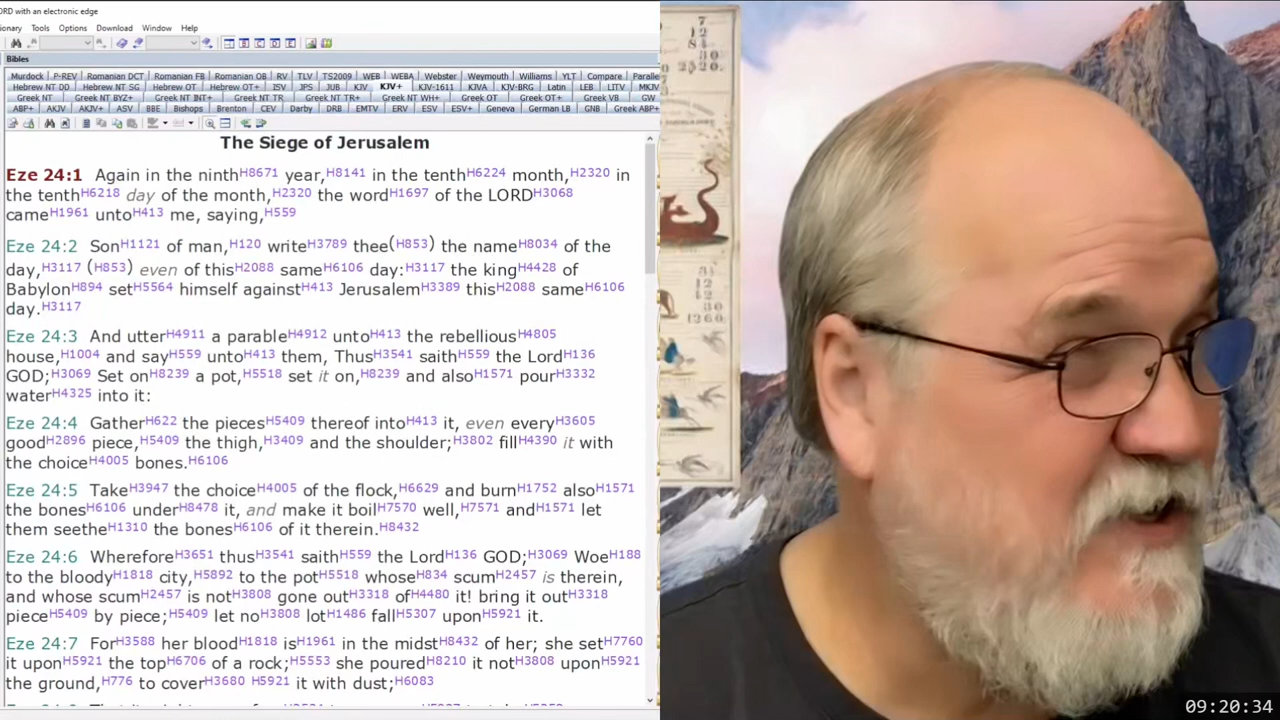 ORD with an electronic edge
ionary Tools Options Download Window Help
Bibles
Murdock P-REV Romanian DCT Romanian FB Romanian OB RV TLV TS2009 WEB WEBA Webster Weymouth Williams YLT Compare Paralle
Hebrew NT DD Hebrew NT SG Hebrew OT Hebrew OT+ ISV JPS JUB KJV KJV+ KJV-1611 KJVA KJV-BRG Latin LEB LITV MKJV
Greek NT Greek NT BYZ+ Greek NT INT+ Greek NT TR Greek NT TR+ Greek NT WH+ Greek OT Greek OT+ Greek VB GW
ABP+ AKJV AKJV+ ASV BBE Bishops Brenton CEV Darby DRB EMTV ERV ESV ESV+ Geneva German LB GNB Greek ABP+
The Siege of Jerusalem
Eze 24:1 Again in the ninthH8671 year,H8141 in the tenthH6224 month,H2320 in
the tenthH6218 day of the month,H2320 the wordH1697 of the LORDH3068
cameH1961 untoH413 me, saying,H559
Eze 24:2 SonH1121 of man,H120 writeH3789 thee(H853) the nameH8034 of the
day,H3117 (H853) even of thisH2088 sameH6106 day:H3117 the kingH4428 of
BabylonH894 setH5564 himself againstH413 JerusalemH3389 thisH2088 sameH6106
day.H3117
Eze 24:3 And utterH4911 a parableH4912 untoH413 the rebelliousH4805
house,H1004 and sayH559 untoH413 them, ThusH3541 saithH559 the LordH136
GOD;H3069 Set onH8239 a pot,H5518 set it on,H8239 and alsoH1571 pourH3332
waterH4325 into it:
Eze 24:4 GatherH622 the piecesH5409 thereof intoH413 it, even everyH3605
goodH2896 piece,H5409 the thigh,H3409 and the shoulder;H3802 fillH4390 it with
the choiceH4005 bones.H6106
Eze 24:5 TakeH3947 the choiceH4005 of the flock,H6629 and burnH1752 alsoH1571
the bonesH6106 underH8478 it, and make it boilH7570 well,H7571 andH1571 let
them seetheH1310 the bonesH6106 of it therein.H8432
Eze 24:6 WhereforeH3651 thusH3541 saithH559 the LordH136 GOD;H3069 WoeH188
to the bloodyH1818 city,H5892 to the potH5518 whoseH834 scumH2457 is therein,
and whose scumH2457 is notH3808 gone outH3318 ofH4480 it! bring it outH3318
pieceH5409 by piece;H5409 let noH3808 lotH1486 fallH5307 uponH5921 it.
Eze 24:7 ForH3588 her bloodH1818 isH1961 in the midstH8432 of her; she setH7760
it uponH5921 the topH6706 of a rock;H5553 she pouredH8210 it notH3808 uponH5921
the ground,H776 to coverH3680 H5921 it with dust;H6083
7
12
30
2520.
12
30
1260
09:20:34